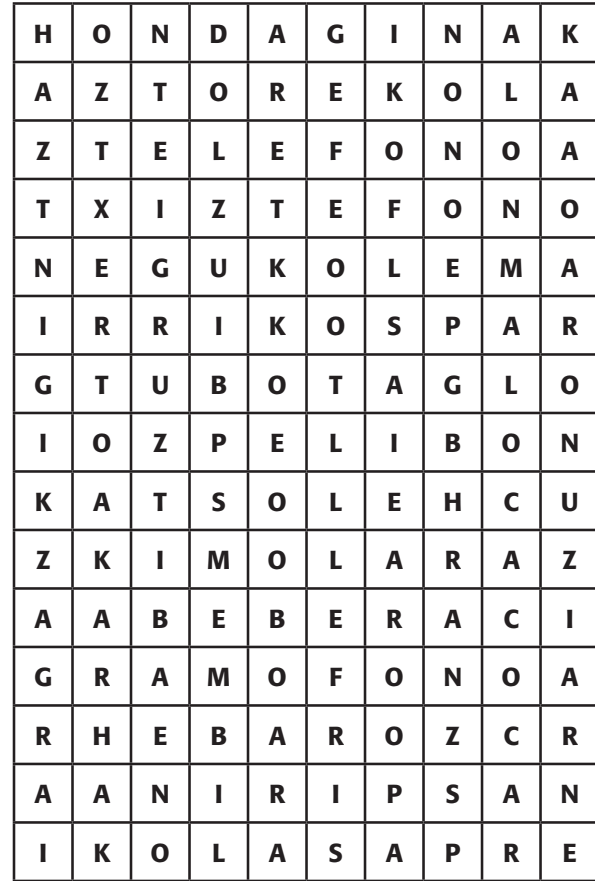 H O N D A G I N A K
A Z T O R E K O L A
Z T E L E F O N O A
T X I Z T E F O N O
N E G U K O L E M A
I R R I K O S P A R
G T U B O T A G L O
I O Z P E L I B O N
K A T S O L E H C U
Z K I M O L A R A Z
A A B E B E R A C I
G R A M O F O N O A
R H E B A R O Z C R
A A N I R I P S A N
I K O L A S A P R E